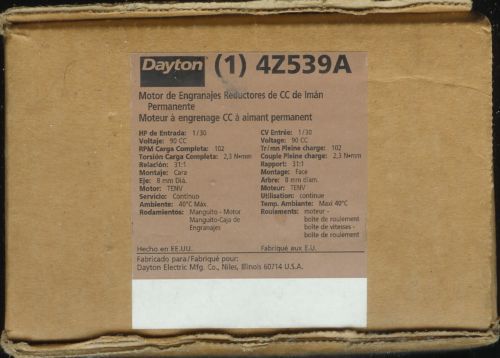 Dayton (1) 4Z539A
Motor de Engranajes Reductores de CC de Imán
Permanente
Moteur à engrenage CC à aimant permanent
HP de Entrada: 1/30 CV Entrée: 1/30
Voltaje: 90 CC Voltage: 90 CC
RPM Carga Completa: 102 Tr/mn Pleine charge: 102
Torsión Carga Completa: 2,3 N•mm Couple Pleine charge: 2,3 N•mm
Relación: 31:1 Rapport: 31:1
Montaje: Cara Montage: Face
Eje: 8 mm Diá. Arbre: 8 mm diam.
Motor: TENV Moteur: TENV
Servicio: Continuo Utilisation: continue
Ambiente: 40°C Máx. Temp. Ambiante: Maxi 40°C
Rodamientos: Manguito - Motor Roulements: moteur -
Manguito-Caja de boite de roulement
Engranajes boite de vitesses -
boite de roulement
Hecho en EE.UU. Fabriqué aux E.U.
Fabricado para/Fabriqué pour:
Dayton Electric Mfg. Co., Niles, Illinois 60714 U.S.A.